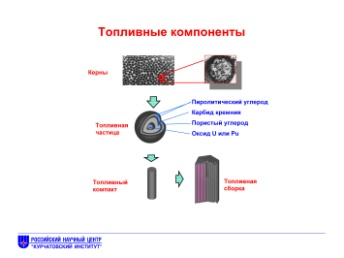 Топливные компоненты
Керны
Пиролитический углерод
Карбид кремния
Пористый углерод
Оксид U или Pu
Топливная
частица
Топливный
компакт
Топливная
сборка
РОССИЙСКИЙ НАУЧНЫЙ ЦЕНТР
"КУРЧАТОВСКИЙ ИНСТИТУТ"